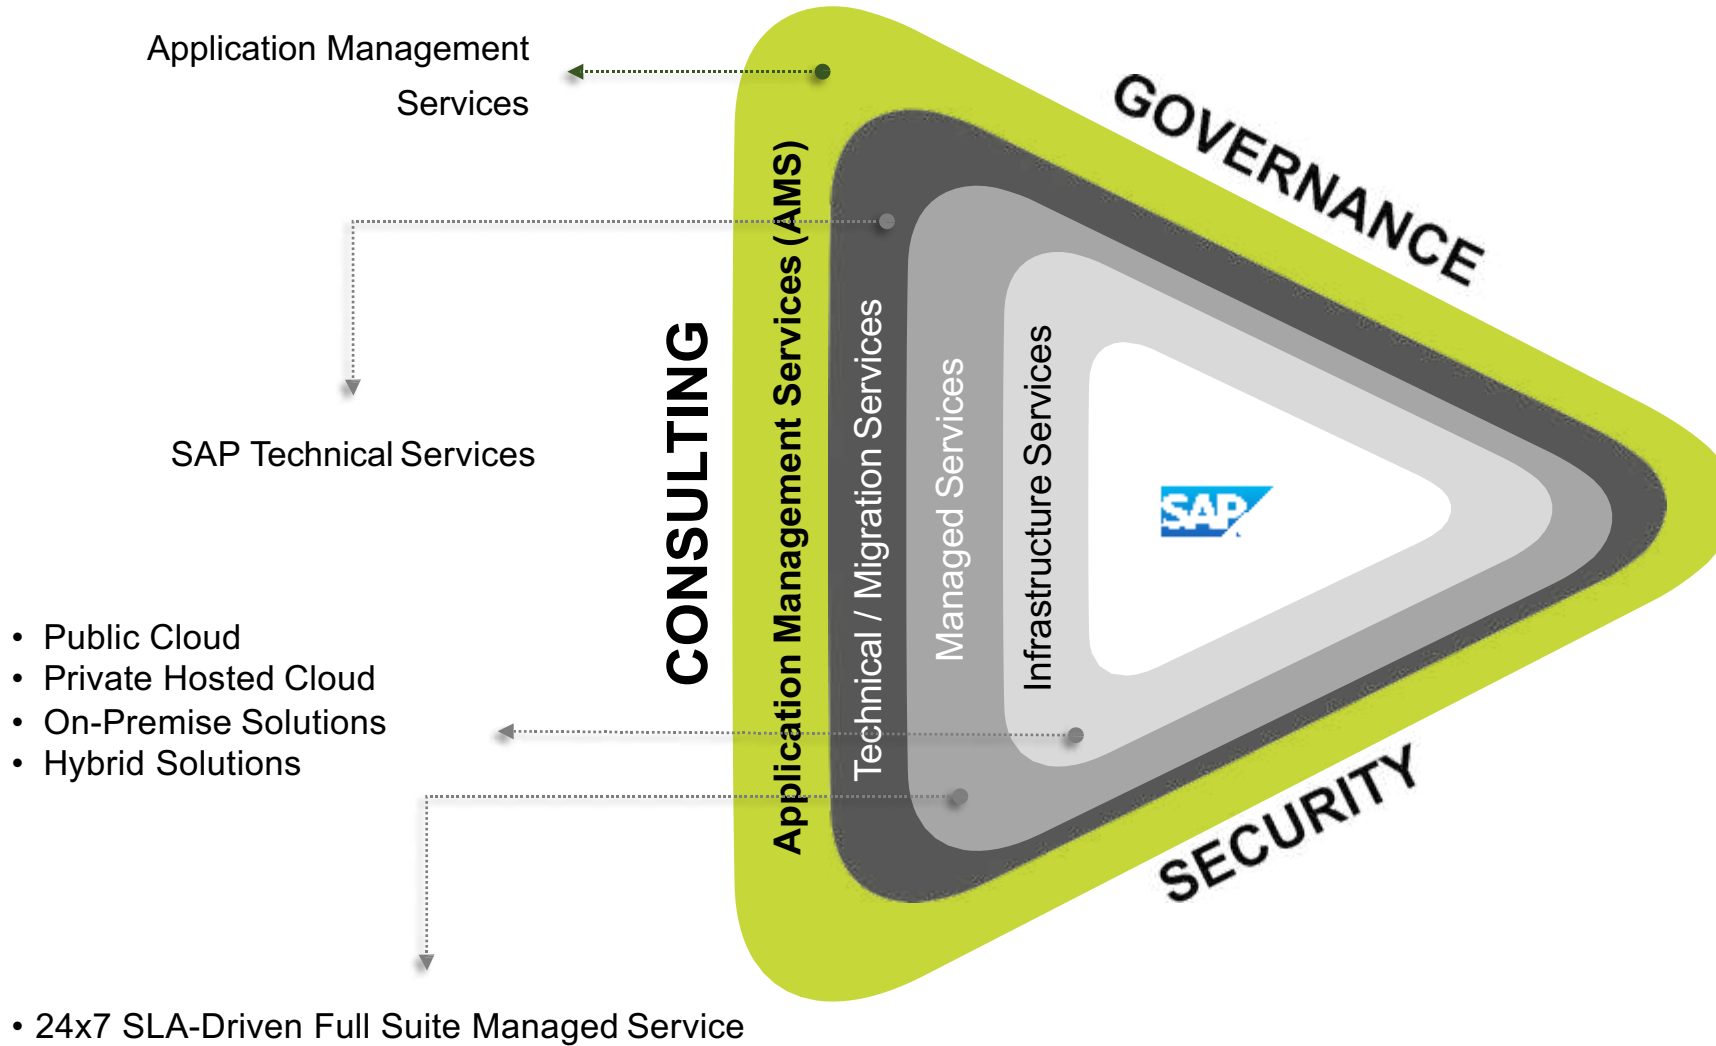 Application Management
Services
SAP Technical Services
• Public Cloud
• Private Hosted Cloud
• On-Premise Solutions
• Hybrid Solutions
• 24x7 SLA-Driven Full Suite Managed Service
CONSULTING
Application Management Services (AMS)
Technical / Migration Services
Managed Services
Infrastructure Services
SAP
GOVERNANCE
SECURITY